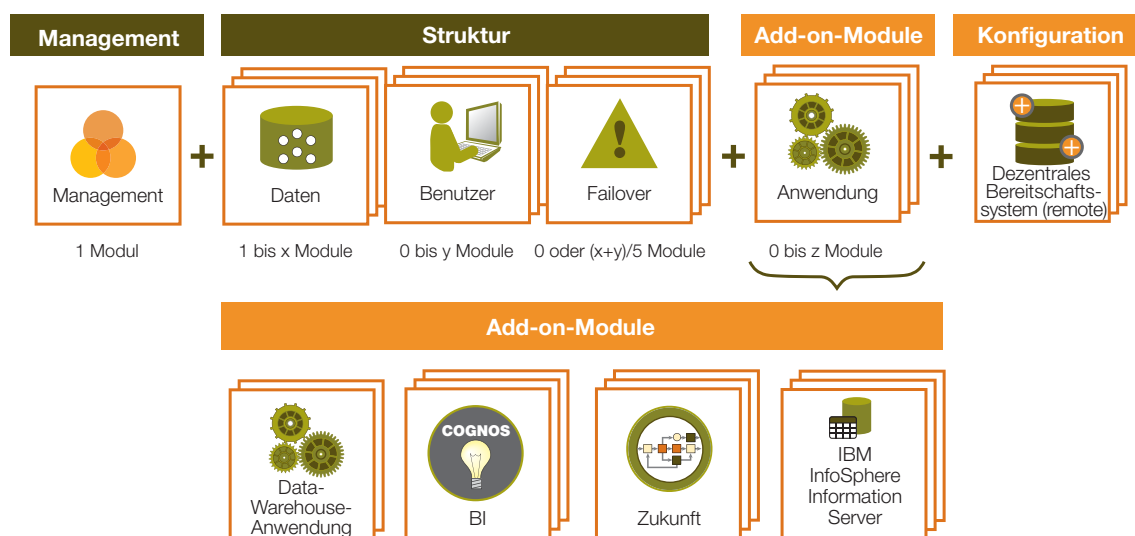 Management
Struktur
Add-on-Module
Konfiguration
Management
Daten
Benutzer
Failover
Anwendung
Dezentrales
Bereitschafts-
system (remote)
+
+
+
1 Modul
1 bis x Module
0 bis y Module
0 oder (x+y)/5 Module
0 bis z Module
Add-on-Module
Data-
Warehouse-
Anwendung
COGNOS
BI
Zukunft
IBM
InfoSphere
Information
Server